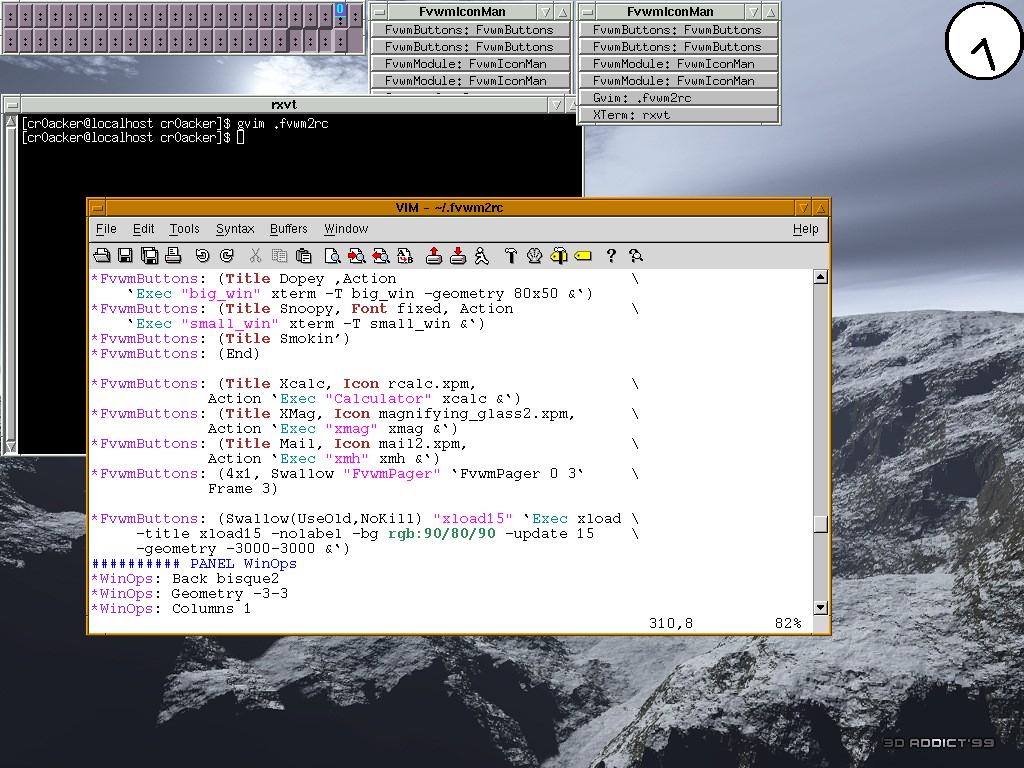 0
FvwmIconMan
FvwmButtons: FvwmButtons
FvwmButtons: FvwmButtons
FvwmModule: FvwmIconMan
FvwmModule: FvwmIconMan
FvwmIconMan
FvwmButtons: FvwmButtons
FvwmButtons: FvwmButtons
FvwmModule: FvwmIconMan
FvwmModule: FvwmIconMan
Gvim: .fvwm2rc
XTerm: rxvt
rxvt
[cr0acker@localhost cr0acker]$ gvim .fvwm2rc
[cr0acker@localhost cr0acker]$
VIM - ~/.fvwm2rc
File Edit Tools Syntax Buffers Window Help
*FvwmButtons: (Title Dopey ,Action \
`Exec "big_win" xterm -T big_win -geometry 80x50 &`)
*FvwmButtons: (Title Snoopy, Font fixed, Action \
`Exec "small_win" xterm -T small_win &`)
*FvwmButtons: (Title Smokin')
*FvwmButtons: (End)
*FvwmButtons: (Title Xcalc, Icon rcalc.xpm, \
Action `Exec "Calculator" xcalc &`)
*FvwmButtons: (Title XMag, Icon magnifying_glass2.xpm, \
Action `Exec "xmag" xmag &`)
*FvwmButtons: (Title Mail, Icon mail2.xpm, \
Action `Exec "xmh" xmh &`)
*FvwmButtons: (4x1, Swallow "FvwmPager" `FvwmPager 0 3` \
Frame 3)
*FvwmButtons: (Swallow(UseOld,NoKill) "xload15" `Exec xload \
-title xload15 -nolabel -bg rgb:90/80/90 -update 15 \
-geometry -3000-3000 &`)
########## PANEL WinOps
*WinOps: Back bisque2
*WinOps: Geometry -3-3
*WinOps: Columns 1
310,8 82%
3D ADDICT'99